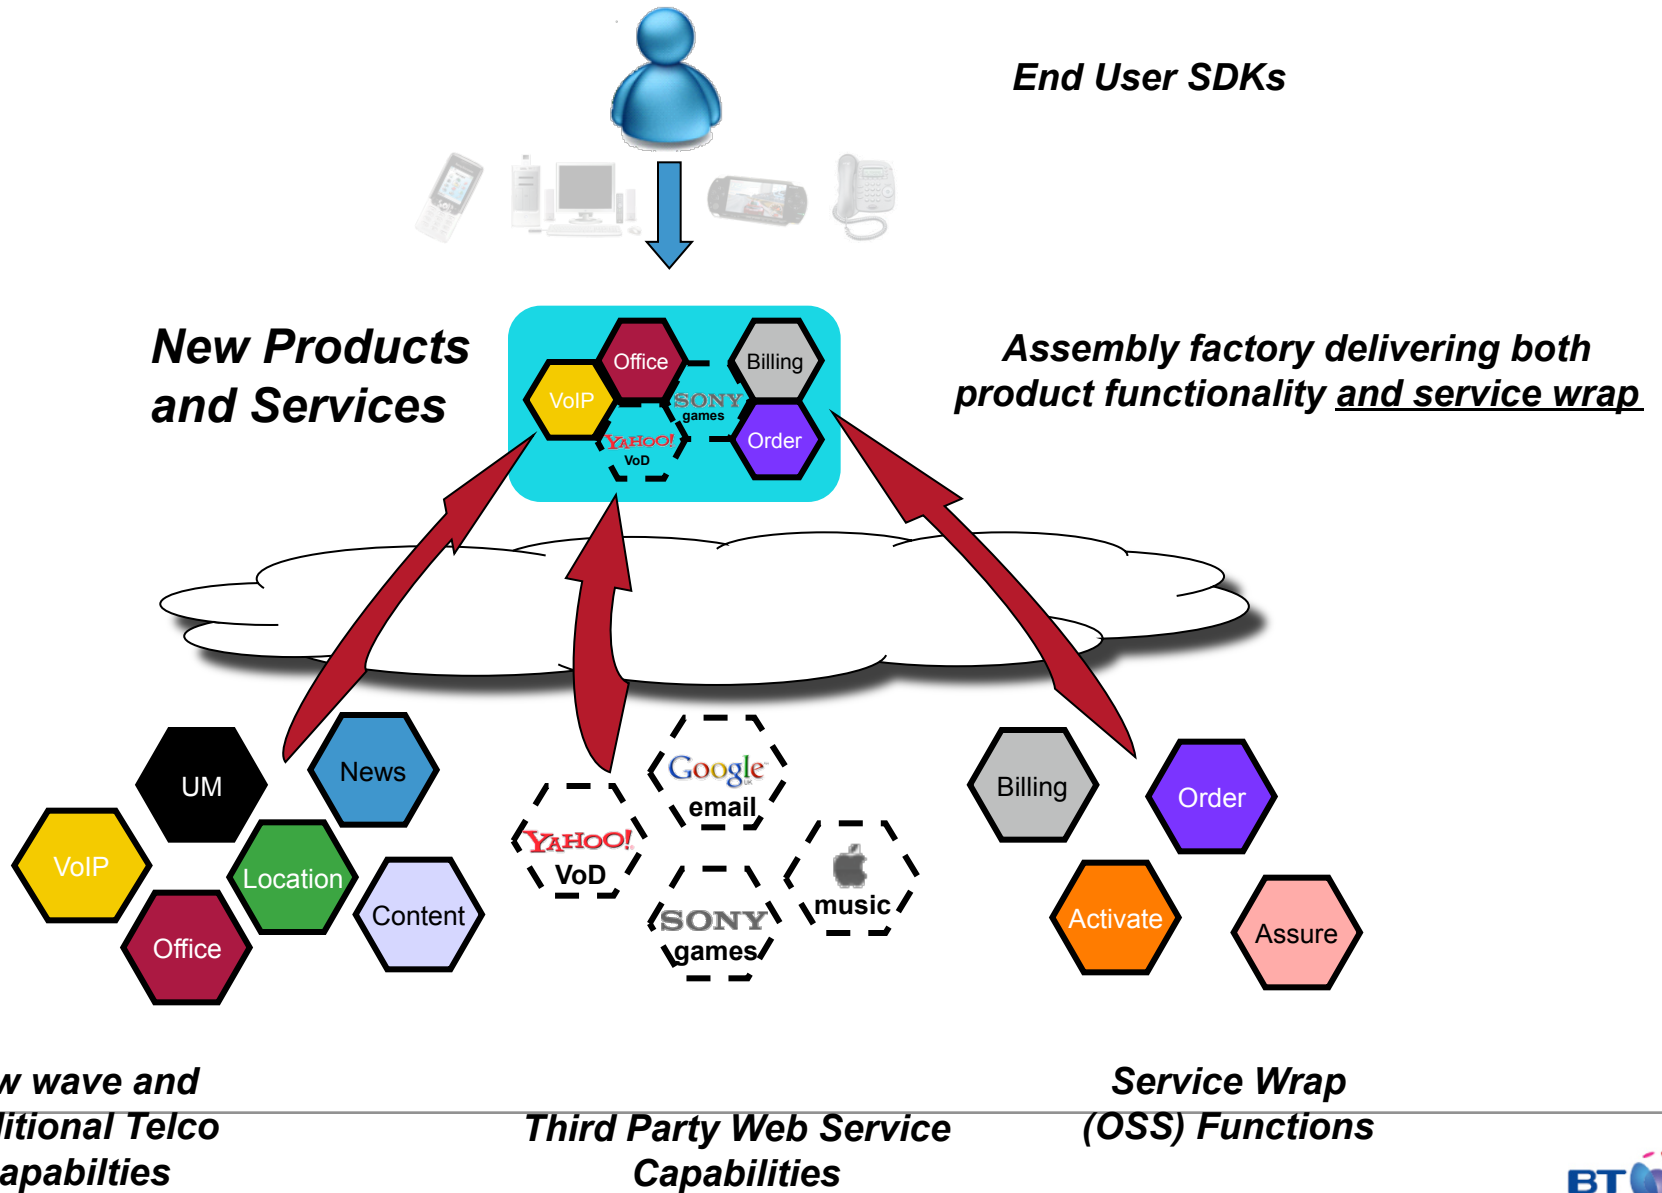 End User SDKs
New Products
and Services
Assembly factory delivering both
product functionality and service wrap
Office
Billing
VoIP
SONY
games
YAHOO!
VoD
Order
UM
News
VoIP
Location
Content
Office
Google
UK
email
YAHOO!
VoD
SONY
games
music
Billing
Order
Activate
Assure
w wave and
ditional Telco
apabilties
Third Party Web Service
Capabilities
Service Wrap
(OSS) Functions
BT